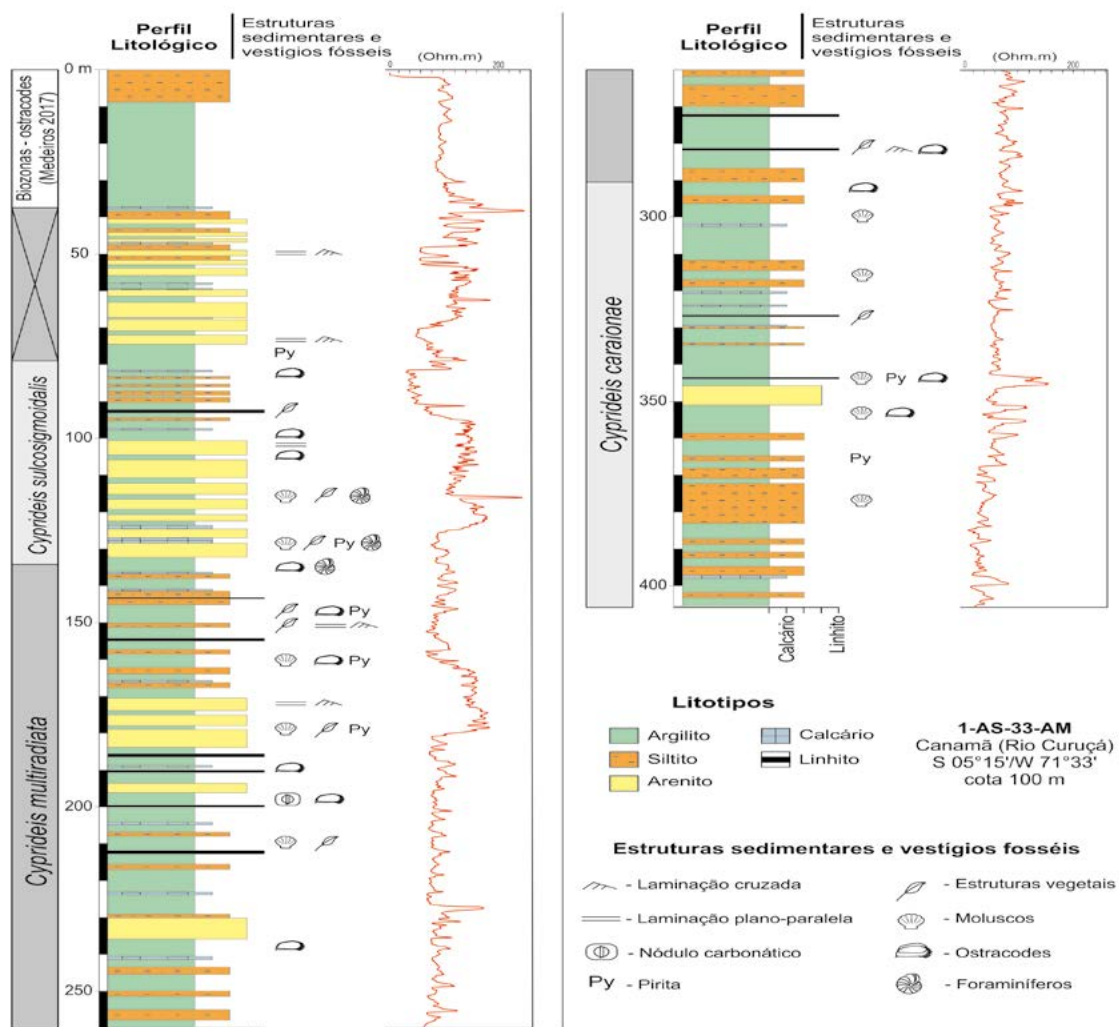 Perfil
Litológico
Estruturas
sedimentares e
vestígios fósseis
(Ohm.m)
0 200
Biozonas - ostracodes
(Medeiros 2017)
0 m
50
Py
Cyprideis sulcosigmoidalis
100
Py
Py
150
Py
Py
Cyprideis multiradiata
200
250
Perfil
Litológico
Estruturas
sedimentares e
vestígios fósseis
(Ohm.m)
0 200
300
Cyprideis caraionae
Py
350
Py
400
Calcário
Linhito
Litotipos
Argilito
Siltito
Arenito
Calcário
Linhito
1-AS-33-AM
Canamã (Rio Curuçá)
S 05°15'/W 71°33'
cota 100 m
Estruturas sedimentares e vestígios fosséis
- Laminação cruzada
- Laminação plano-paralela
- Nódulo carbonático
Py - Pirita
- Estruturas vegetais
- Moluscos
- Ostracodes
- Foraminíferos